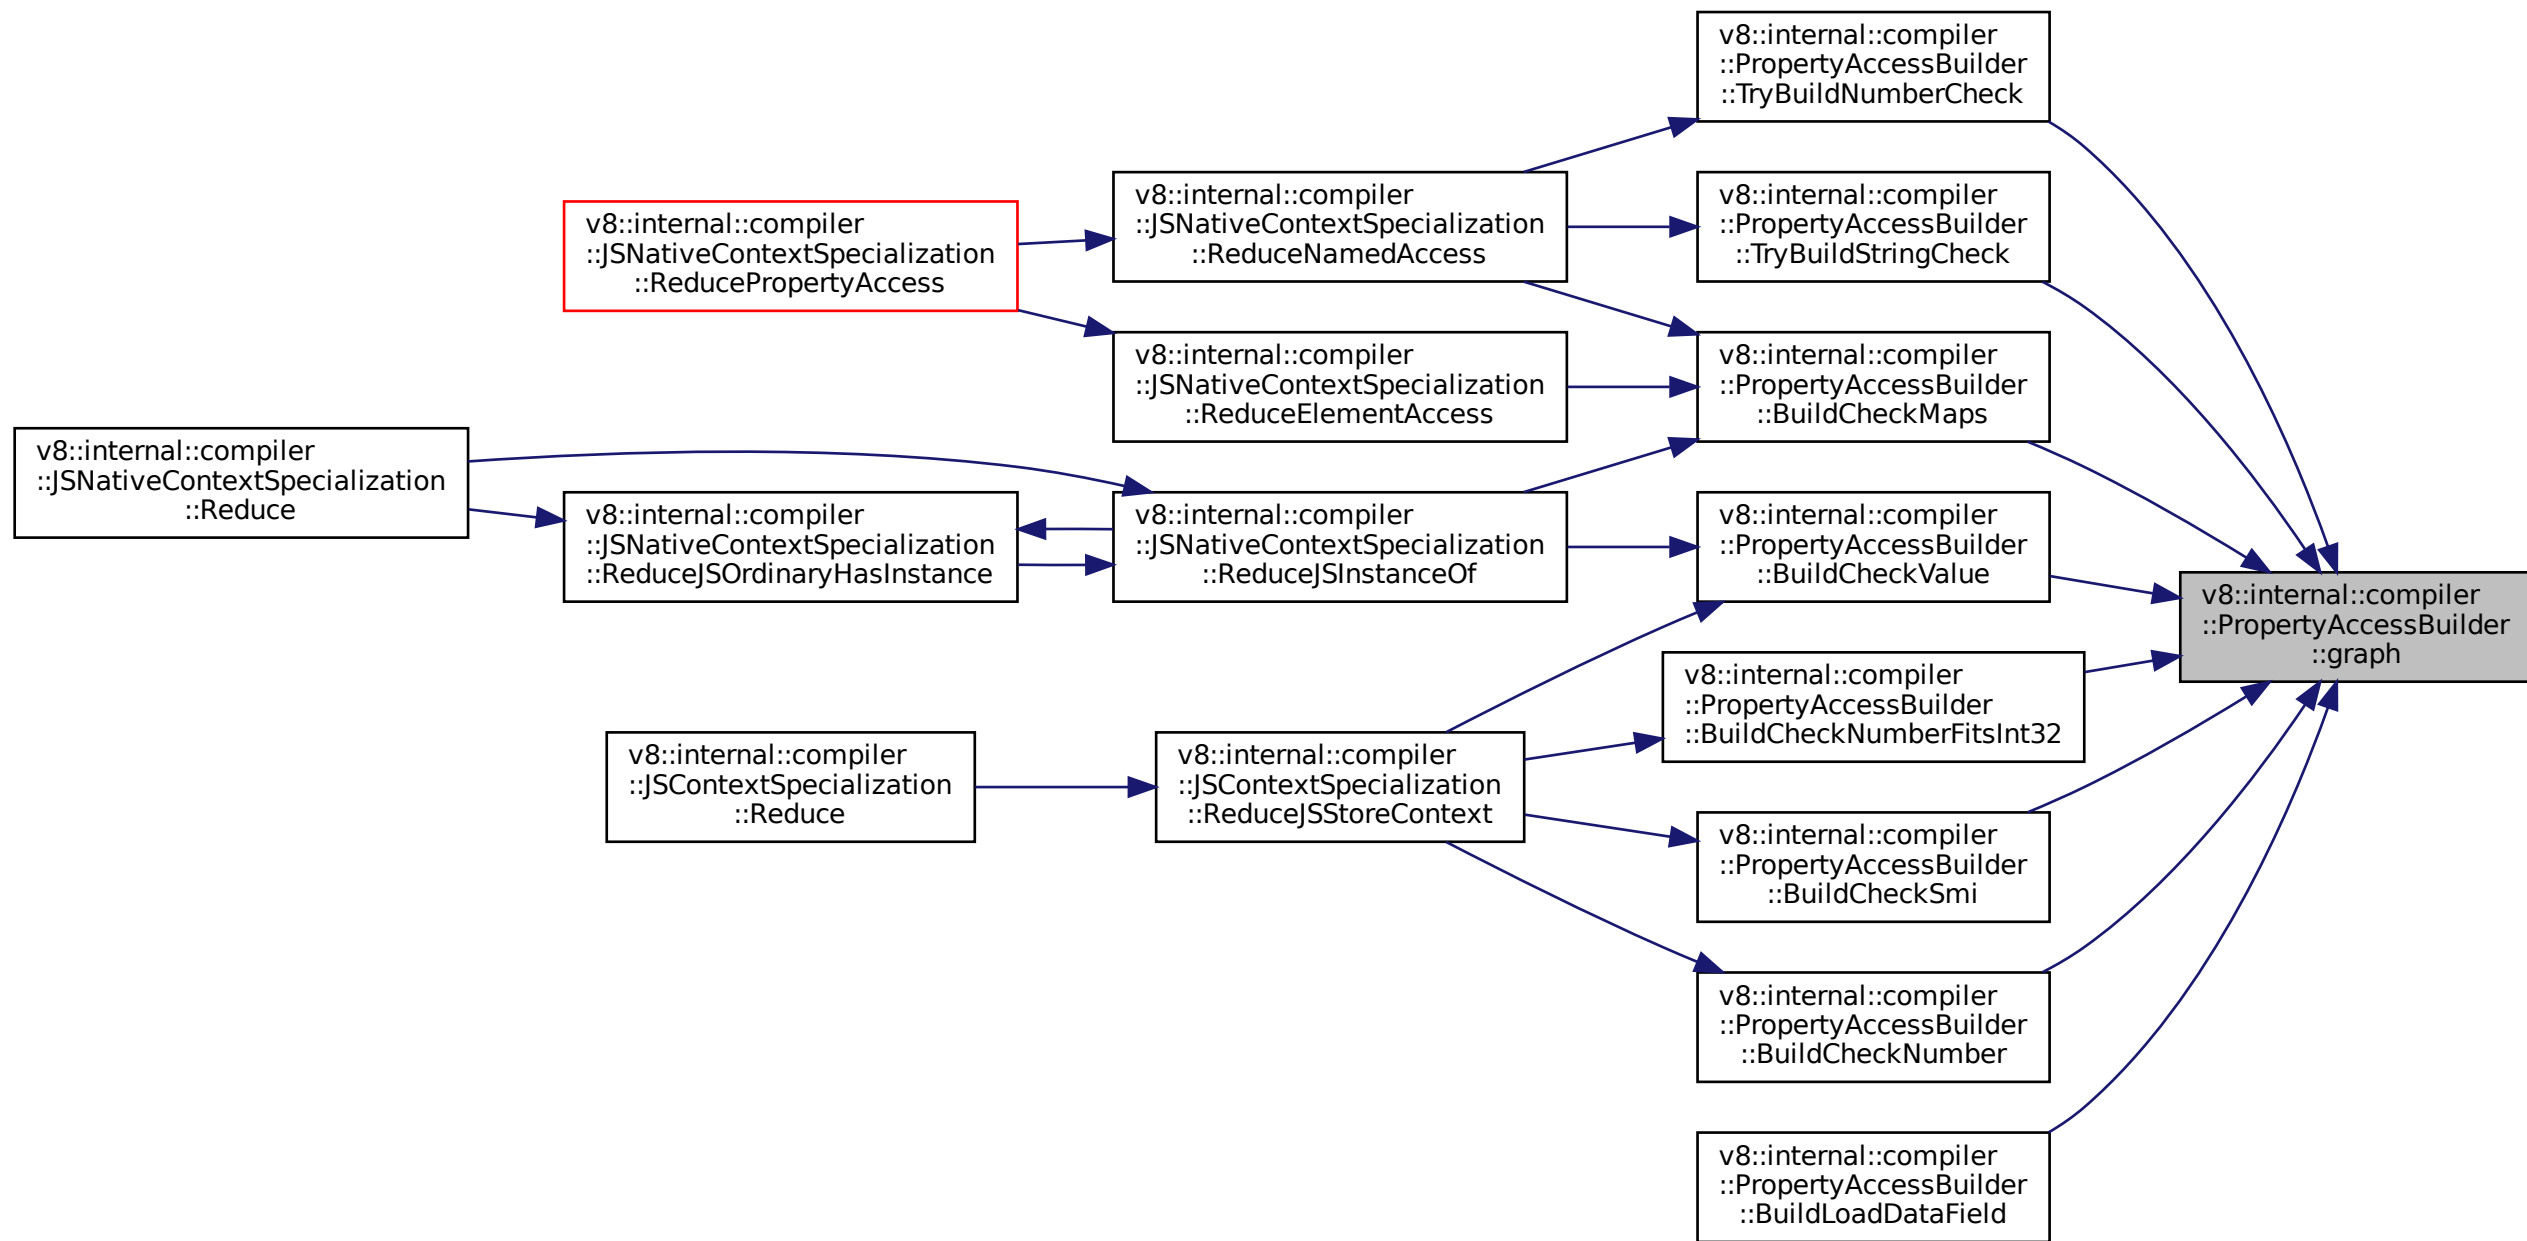 v8::internal::compiler
::PropertyAccessBuilder
::TryBuildNumberCheck
v8::internal::compiler
::JSNativeContextSpecialization
::ReduceNamedAccess
v8::internal::compiler
::PropertyAccessBuilder
::TryBuildStringCheck
v8::internal::compiler
::JSNativeContextSpecialization
::ReducePropertyAccess
v8::internal::compiler
::JSNativeContextSpecialization
::ReduceElementAccess
v8::internal::compiler
::PropertyAccessBuilder
::BuildCheckMaps
v8::internal::compiler
::JSNativeContextSpecialization
::Reduce
v8::internal::compiler
::JSNativeContextSpecialization
::ReduceJSOrdinaryHasInstance
v8::internal::compiler
::JSNativeContextSpecialization
::ReduceJSInstanceOf
v8::internal::compiler
::PropertyAccessBuilder
::BuildCheckValue
v8::internal::compiler
::PropertyAccessBuilder
::graph
v8::internal::compiler
::PropertyAccessBuilder
::BuildCheckNumberFitsInt32
v8::internal::compiler
::JSContextSpecialization
::Reduce
v8::internal::compiler
::JSContextSpecialization
::ReduceJSStoreContext
v8::internal::compiler
::PropertyAccessBuilder
::BuildCheckSmi
v8::internal::compiler
::PropertyAccessBuilder
::BuildCheckNumber
v8::internal::compiler
::PropertyAccessBuilder
::BuildLoadDataField